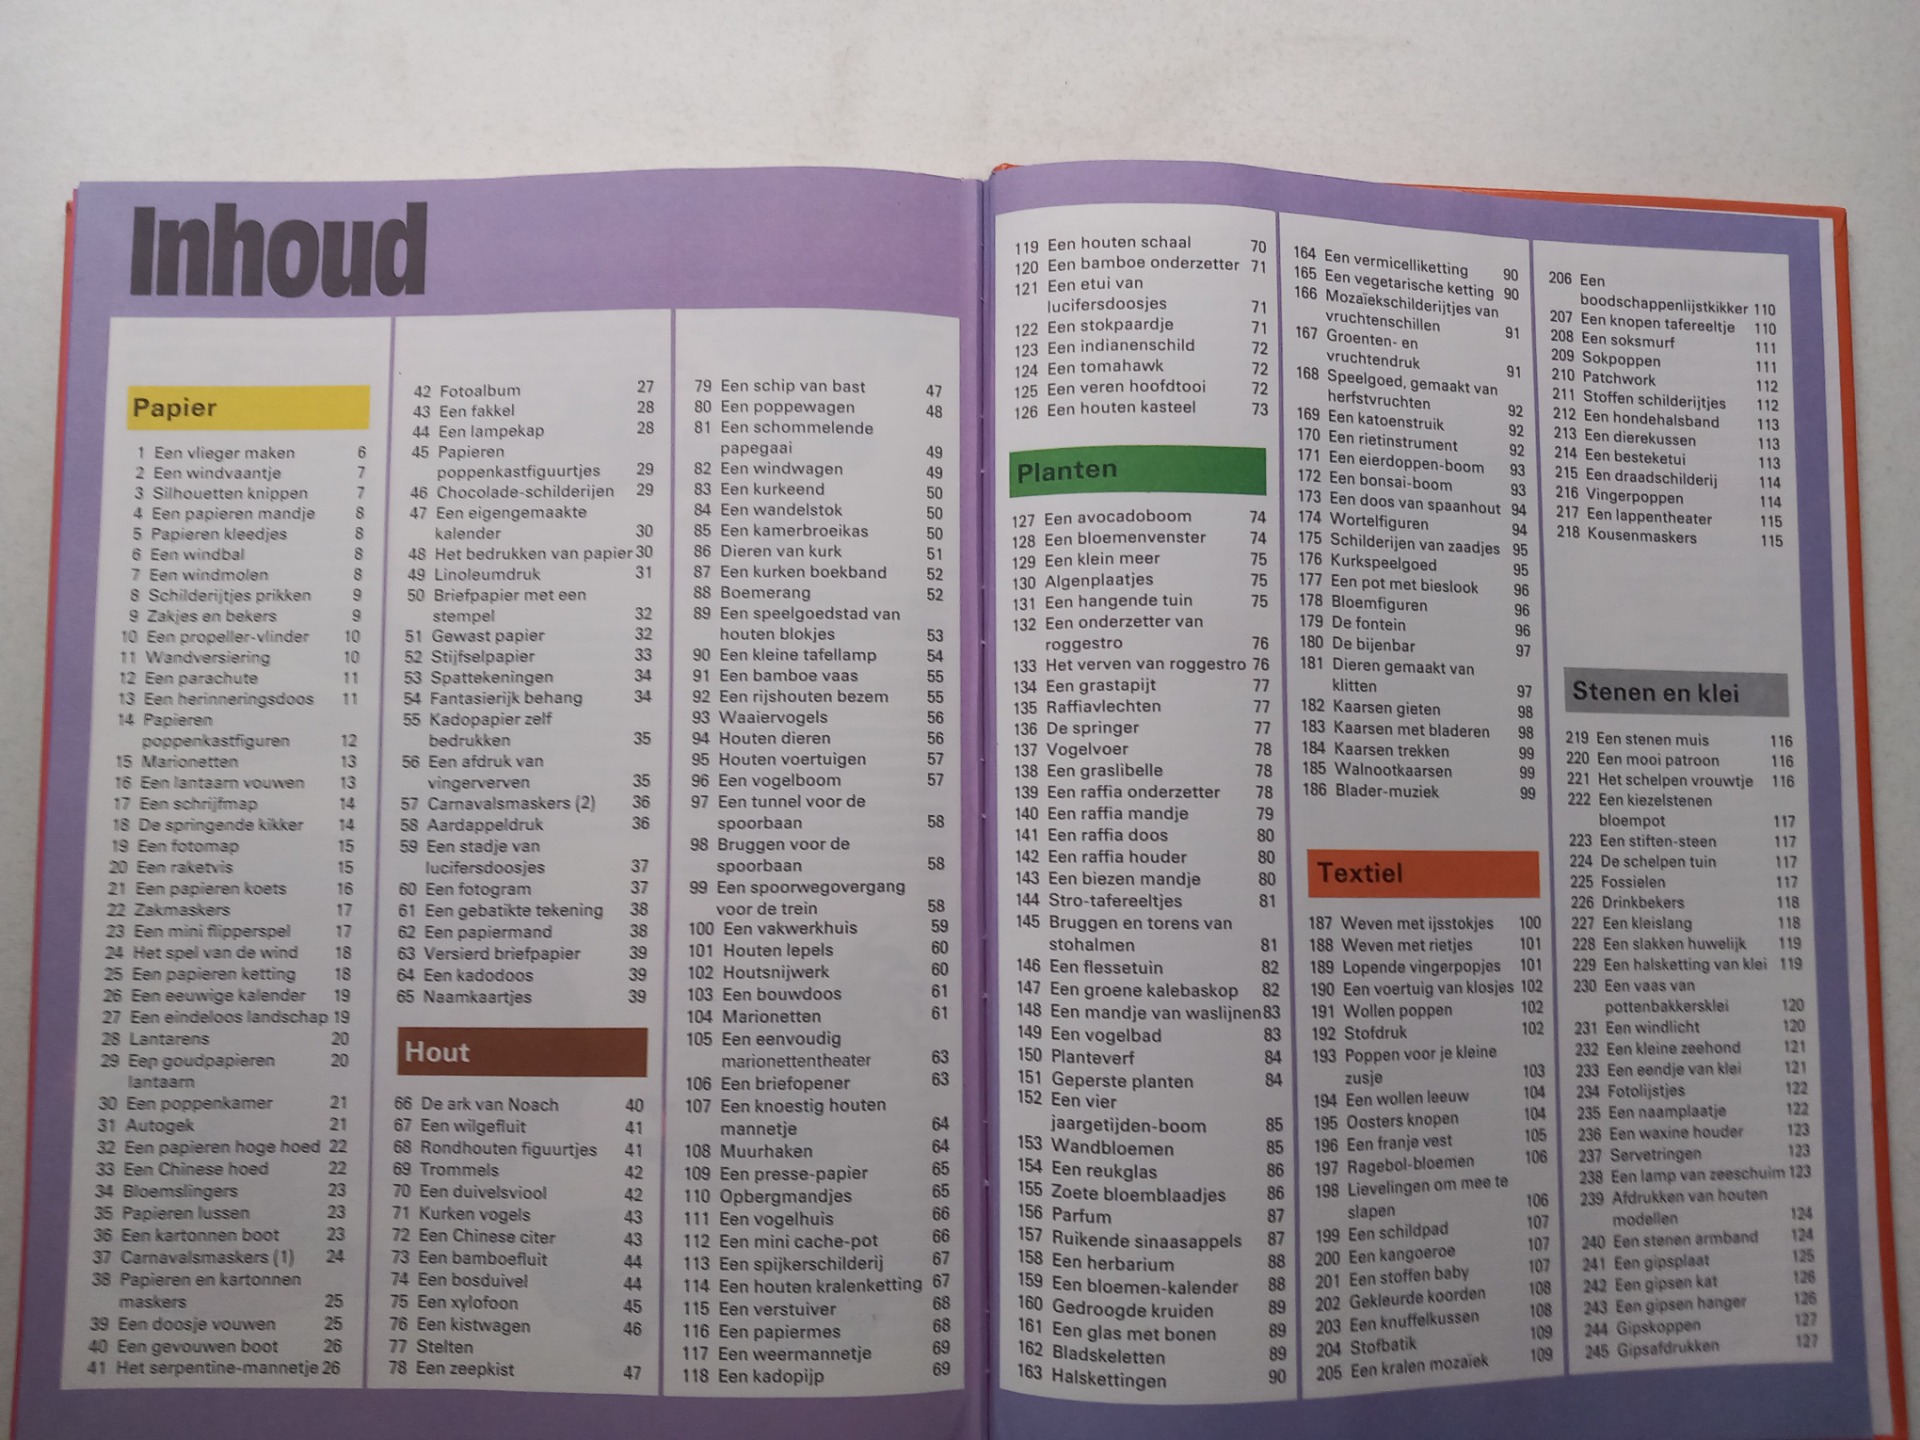 Inhoud
Papier
1 Een vlieger maken 6
2 Een windvaantje 7
3 Silhouetten knippen 7
4 Een papieren mandje 8
5 Papieren kleedjes 8
6 Een windbal 8
7 Een windmolen 8
8 Schilderijtjes prikken 9
9 Zakjes en bekers 9
10 Een propeller-vlinder 10
11 Wandversiering 10
12 Een parachute 11
13 Een herinneringsdoos 11
14 Papieren
poppenkastfiguren 12
15 Marionetten 13
16 Een lantaarn vouwen 13
17 Een schrijfmap 14
18 De springende kikker 14
19 Een fotomap 15
20 Een raketvis 15
21 Een papieren koets 16
22 Zakmaskers 17
23 Een mini flipperspel 17
24 Het spel van de wind 18
25 Een papieren ketting 18
26 Een eeuwige kalender 19
27 Een eindeloos landschap 19
28 Lantarens 20
29 Een goudpapieren 20
lantaarn
30 Een poppenkamer 21
31 Autogek 21
32 Een papieren hoge hoed 22
33 Een Chinese hoed 22
34 Bloemslingers 23
35 Papieren lussen 23
36 Een kartonnen boot 23
37 Carnavalsmaskers (1) 24
38 Papieren en kartonnen
maskers 25
39 Een doosje vouwen 25
40 Een gevouwen boot 26
41 Het serpentine-mannetje 26
42 Fotoalbum 27
43 Een fakkel 28
44 Een lampekap 28
45 Papieren
poppenkastfiguurtjes 29
46 Chocolade-schilderijen 29
47 Een eigengemaakte
kalender 30
48 Het bedrukken van papier 30
49 Linoleumdruk 31
50 Briefpapier met een
stempel 32
51 Gewast papier 32
52 Stijfselpapier 33
53 Spattekeningen 34
54 Fantasierijk behang 34
55 Kadopapier zelf
bedrukken 35
56 Een afdruk van
vingerverven 35
57 Carnavalsmaskers (2) 36
58 Aardappeldruk 36
59 Een stadje van
lucifersdoosjes 37
60 Een fotogram 37
61 Een gebatikte tekening 38
62 Een papiermand 38
63 Versierd briefpapier 39
64 Een kadodoos 39
65 Naamkaartjes 39
Hout
66 De ark van Noach 40
67 Een wilgefluit 41
68 Rondhouten figuurtjes 41
69 Trommels 42
70 Een duivelsviool 42
71 Kurken vogels 43
72 Een Chinese citer 43
73 Een bamboefluit 44
74 Een bosduivel 44
75 Een xylofoon 45
76 Een kistwagen 46
77 Stelten
78 Een zeepkist 47
79 Een schip van bast 47
80 Een poppewagen 48
81 Een schommelende
papegaai 49
82 Een windwagen 49
83 Een kurkeend 50
84 Een wandelstok 50
85 Een kamerbroeikas 50
86 Dieren van kurk 51
87 Een kurken boekband 52
88 Boemerang 52
89 Een speelgoedstad van
houten blokjes 53
90 Een kleine tafellamp 54
91 Een bamboe vaas 55
92 Een rijshouten bezem 55
93 Waaiervogels 56
94 Houten dieren 56
95 Houten voertuigen 57
96 Een vogelboom 57
97 Een tunnel voor de
spoorbaan 58
98 Bruggen voor de
spoorbaan 58
99 Een spoorwegovergang
voor de trein 58
100 Een vakwerkhuis 59
101 Houten lepels 60
102 Houtsnijwerk 60
103 Een bouwdoos 61
104 Marionetten 61
105 Een eenvoudig
marionettentheater 63
106 Een briefopener 63
107 Een knoestig houten
mannetje 64
108 Muurhaken 64
109 Een presse-papier 65
110 Opbergmandjes 65
111 Een vogelhuis 66
112 Een mini cache-pot 66
113 Een spijkerschilderij 67
114 Een houten kralenketting 67
115 Een verstuiver 68
116 Een papiermes 68
117 Een weermannetje 69
118 Een kadopijp 69
119 Een houten schaal 70
120 Een bamboe onderzetter 71
121 Een etui van
lucifersdoosjes 71
122 Een stokpaardje 71
123 Een indianenschild 72
124 Een tomahawk 72
125 Een veren hoofdtooi 72
126 Een houten kasteel 73
Planten
127 Een avocadoboom 74
128 Een bloemenvenster 74
129 Een klein meer 75
130 Algenplaatjes 75
131 Een hangende tuin 75
132 Een onderzetter van
roggestro 76
133 Het verven van roggestro 76
134 Een grastapijt 77
135 Raffiavlechten 77
136 De springer 77
137 Vogelvoer 78
138 Een graslibelle 78
139 Een raffia onderzetter 78
140 Een raffia mandje 79
141 Een raffia doos 80
142 Een raffia houder 80
143 Een biezen mandje 80
144 Stro-tafereeltjes 81
145 Bruggen en torens van
stohalmen 81
146 Een flessetuin 82
147 Een groene kalebaskop 82
148 Een mandje van waslijnen 83
149 Een vogelbad 83
150 Planteverf 84
151 Geperste planten 84
152 Een vier
jaargetijden-boom 85
153 Wandbloemen 85
154 Een reukglas 86
155 Zoete bloemblaadjes 86
156 Parfum 87
157 Ruikende sinaasappels 87
158 Een herbarium 88
159 Een bloemen-kalender 88
160 Gedroogde kruiden 89
161 Een glas met bonen 89
162 Bladskeletten 89
163 Halskettingen 90
164 Een vermicelliketting 90
165 Een vegetarische ketting 90
166 Mozaïekschilderijtjes van
vruchtenschillen 91
167 Groenten- en
vruchtendruk 91
168 Speelgoed, gemaakt van
herfstvruchten 92
169 Een katoenstruik 92
170 Een rietinstrument 92
171 Een eierdoppen-boom 93
172 Een bonsai-boom 93
173 Een doos van spaanhout 94
174 Wortelfiguren 94
175 Schilderijen van zaadjes 95
176 Kurkspeelgoed 95
177 Een pot met bieslook 96
178 Bloemfiguren 96
179 De fontein 96
180 De bijenbar 97
181 Dieren gemaakt van
klitten 97
182 Kaarsen gieten 98
183 Kaarsen met bladeren 98
184 Kaarsen trekken 99
185 Walnootkaarsen 99
186 Blader-muziek 99
Textiel
187 Weven met ijsstokjes 100
188 Weven met rietjes 101
189 Lopende vingerpopjes 101
190 Een voertuig van klosjes 102
191 Wollen poppen 102
192 Stofdruk 102
193 Poppen voor je kleine
zusje 103
194 Een wollen leeuw 104
195 Oosters knopen 104
196 Een franje vest 105
197 Ragebol-bloemen 106
198 Lievelingen om mee te
slapen 106
199 Een schildpad 107
200 Een kangoeroe 107
201 Een stoffen baby 107
202 Gekleurde koorden 108
203 Een knuffelkussen 108
204 Stofbatik 109
205 Een kralen mozaïek 109
206 Een
boodschappenlijstkikker 110
207 Een knopen tafereeltje 110
208 Een soksmurf 111
209 Sokpoppen 111
210 Patchwork 112
211 Stoffen schilderijtjes 112
212 Een hondehalsband 113
213 Een dierekussen 113
214 Een besteketui 113
215 Een draadschilderij 114
216 Vingerpoppen 114
217 Een lappentheater 115
218 Kousenmaskers 115
Stenen en klei
219 Een stenen muis 116
220 Een mooi patroon 116
221 Het schelpen vrouwtje 116
222 Een kiezelstenen
bloempot 117
223 Een stiften-steen 117
224 De schelpen tuin 117
225 Fossielen 117
226 Drinkbekers 118
227 Een kleislang 118
228 Een slakken huwelijk 119
229 Een halsketting van klei 119
230 Een vaas van
pottenbakkersklei 120
231 Een windlicht 120
232 Een kleine zeehond 121
233 Een eendje van klei 121
234 Fotolijstjes 122
235 Een naamplaatje 122
236 Een waxine houder 123
237 Servetringen 123
238 Een lamp van zeeschuim 123
239 Afdrukken van houten
modellen 124
240 Een stenen armband 124
241 Een gipsplaat 125
242 Een gipsen kat 126
243 Een gipsen hanger 126
244 Gipskoppen 127
245 Gipsafdrukken 127